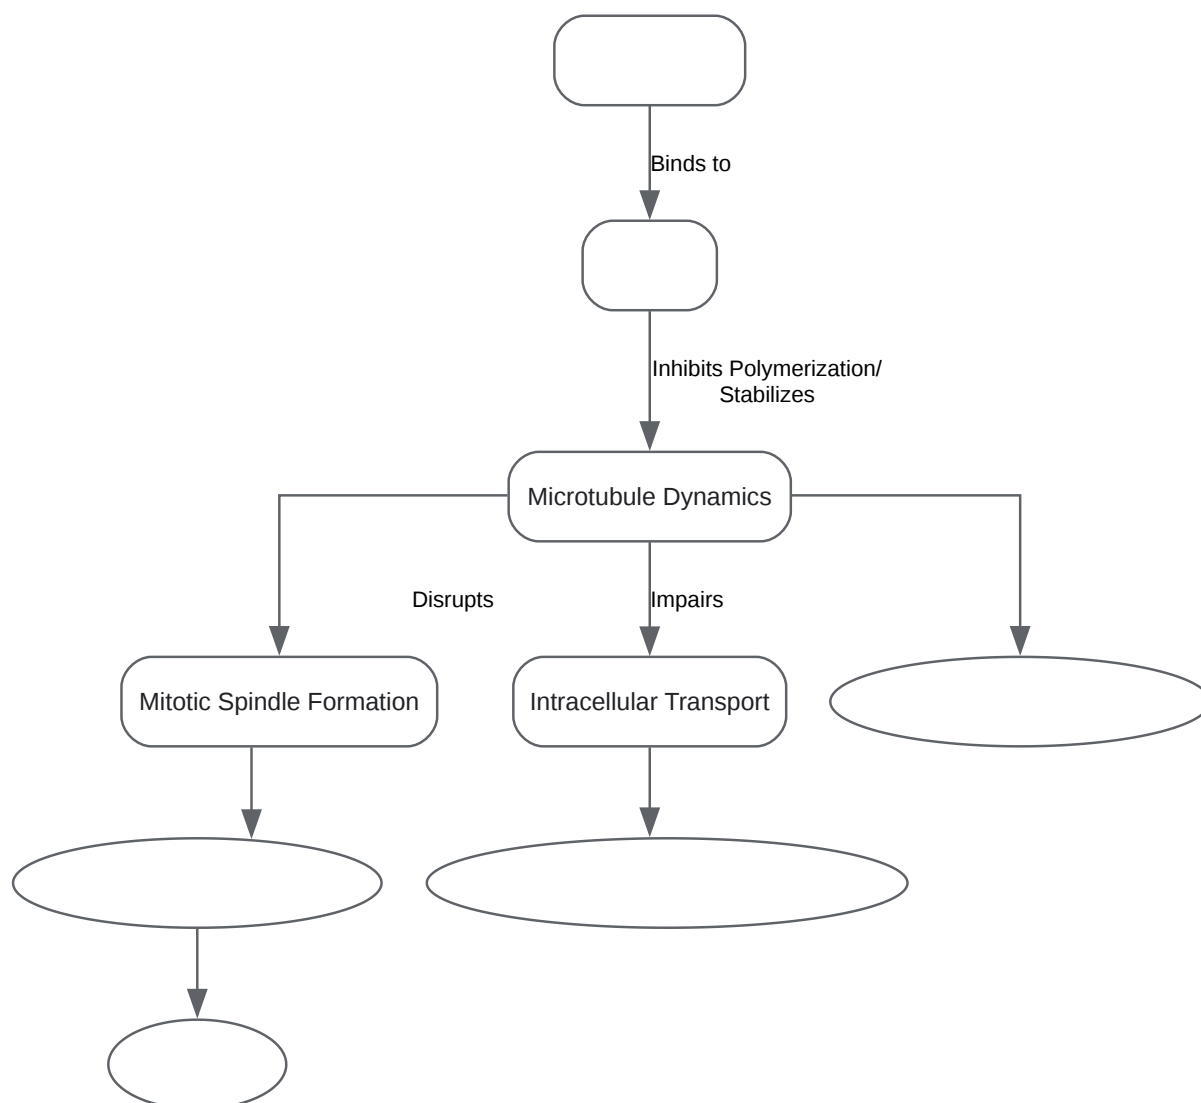 Binds to
Inhibits Polymerization/
Stabilizes
Microtubule Dynamics
Disrupts
Impairs
Mitotic Spindle Formation
Intracellular Transport